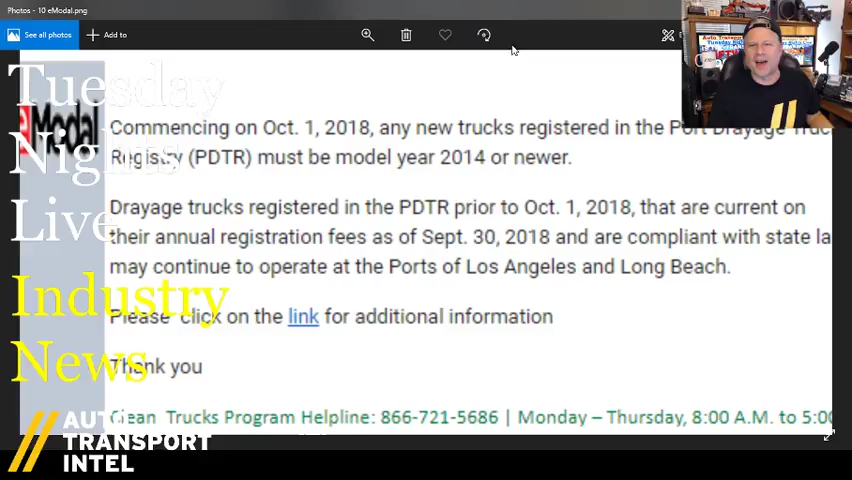 Photos - 10 eModal.png
See all photos
Add to
Tuesday
Nights
Live
Industry
News
eModal
Commencing on Oct. 1, 2018, any new trucks registered in the Port Drayage Truck
Registry (PDTR) must be model year 2014 or newer.
Drayage trucks registered in the PDTR prior to Oct. 1, 2018, that are current on
their annual registration fees as of Sept. 30, 2018 and are compliant with state la
may continue to operate at the Ports of Los Angeles and Long Beach.
Please click on the link for additional information
Thank you
Clean Trucks Program Helpline: 866-721-5686 | Monday – Thursday, 8:00 A.M. to 5:00
AUTO
TRANSPORT
INTEL